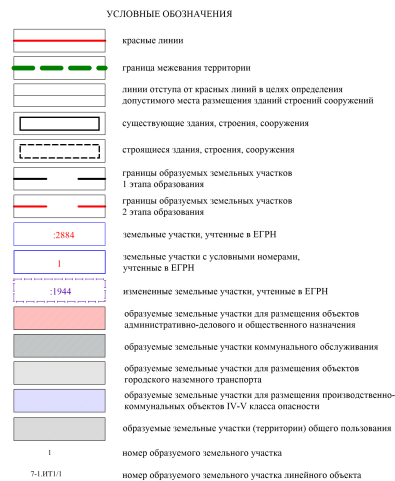 УСЛОВНЫЕ ОБОЗНАЧЕНИЯ
красные линии
граница межевания территории
линии отступа от красных линий в целях определения
допустимого места размещения зданий строений сооружений
существующие здания, строения, сооружения
строящиеся здания, строения, сооружения
границы образуемых земельных участков
1 этапа образования
границы образуемых земельных участков
2 этапа образования
:2884
земельные участки, учтенные в ЕГРН
1
земельные участки с условными номерами,
учтенные в ЕГРН
:1944
измененные земельные участки, учтенные в ЕГРН
образуемые земельные участки для размещения объектов
административно-делового и общественного назначения
образуемые земельные участки коммунального обслуживания
образуемые земельные участки для размещения объектов
городского наземного транспорта
образуемые земельные участки для размещения производственно-
коммунальных объектов IV-V класса опасности
образуемые земельные участки (территории) общего пользования
1
номер образуемого земельного участка
7-1.ИТ1/1
номер образуемого земельного участка линейного объекта